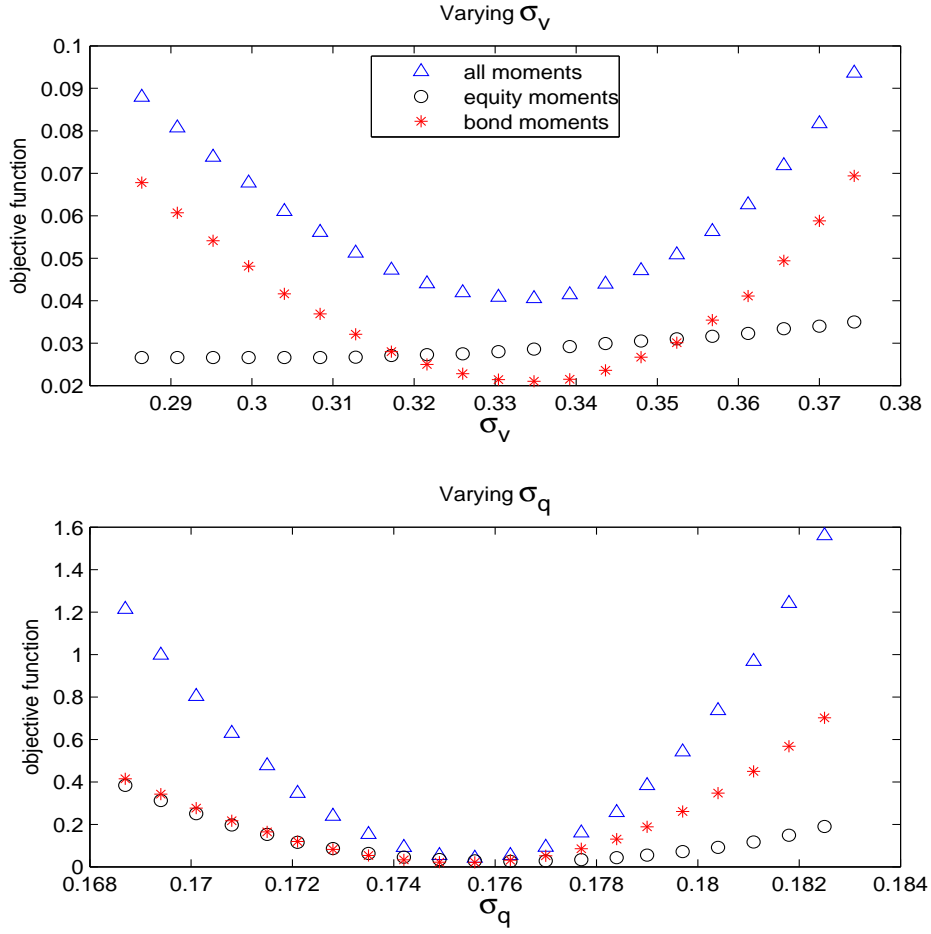 Varying σv
0.1
0.09
0.08
0.07
0.06
0.05
0.04
0.03
0.02
objective function
all moments
equity moments
bond moments
0.29 0.3 0.31 0.32 0.33 0.34 0.35 0.36 0.37 0.38
σv
Varying σq
1.6
1.4
1.2
1
0.8
0.6
0.4
0.2
0
objective function
0.168 0.17 0.172 0.174 0.176 0.178 0.18 0.182 0.184
σq